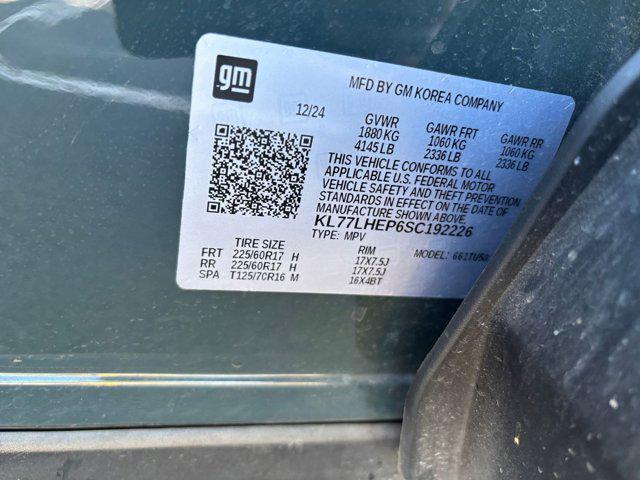 gm
MFD BY GM KOREA COMPANY
12/24
GVWR GAWR FRT GAWR RR
1880 KG 1060 KG 1060 KG
4145 LB 2336 LB 2336 LB
THIS VEHICLE CONFORMS TO ALL
APPLICABLE U.S. FEDERAL MOTOR
VEHICLE SAFETY AND THEFT PREVENTION
STANDARDS IN EFFECT ON THE DATE OF
MANUFACTURE SHOWN ABOVE.
KL77LHEP6SC192226
TYPE: MPV MODEL:
TIRE SIZE RIM
FRT 225/60R17 H 17X7.5J
RR 225/60R17 H 17X7.5J
SPA T125/70R16 M 16X4BT